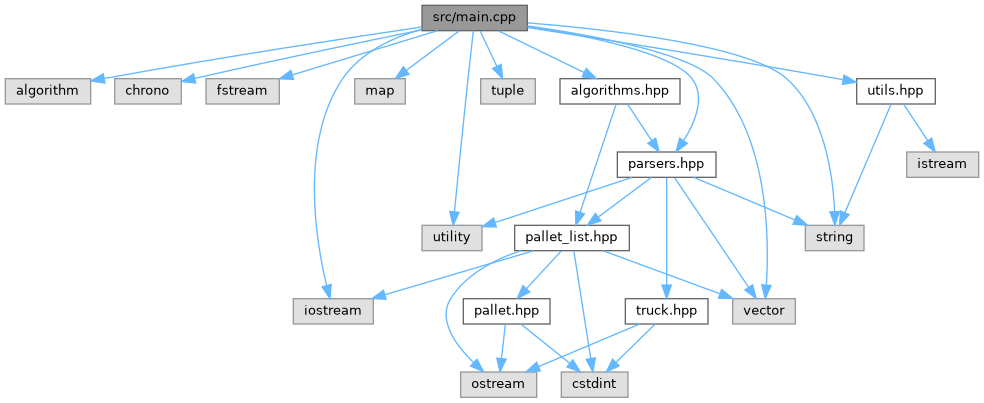 src/main.cpp
algorithm
chrono
fstream
map
tuple
algorithms.hpp
utils.hpp
parsers.hpp
istream
utility
pallet_list.hpp
string
iostream
pallet.hpp
truck.hpp
vector
ostream
cstdint